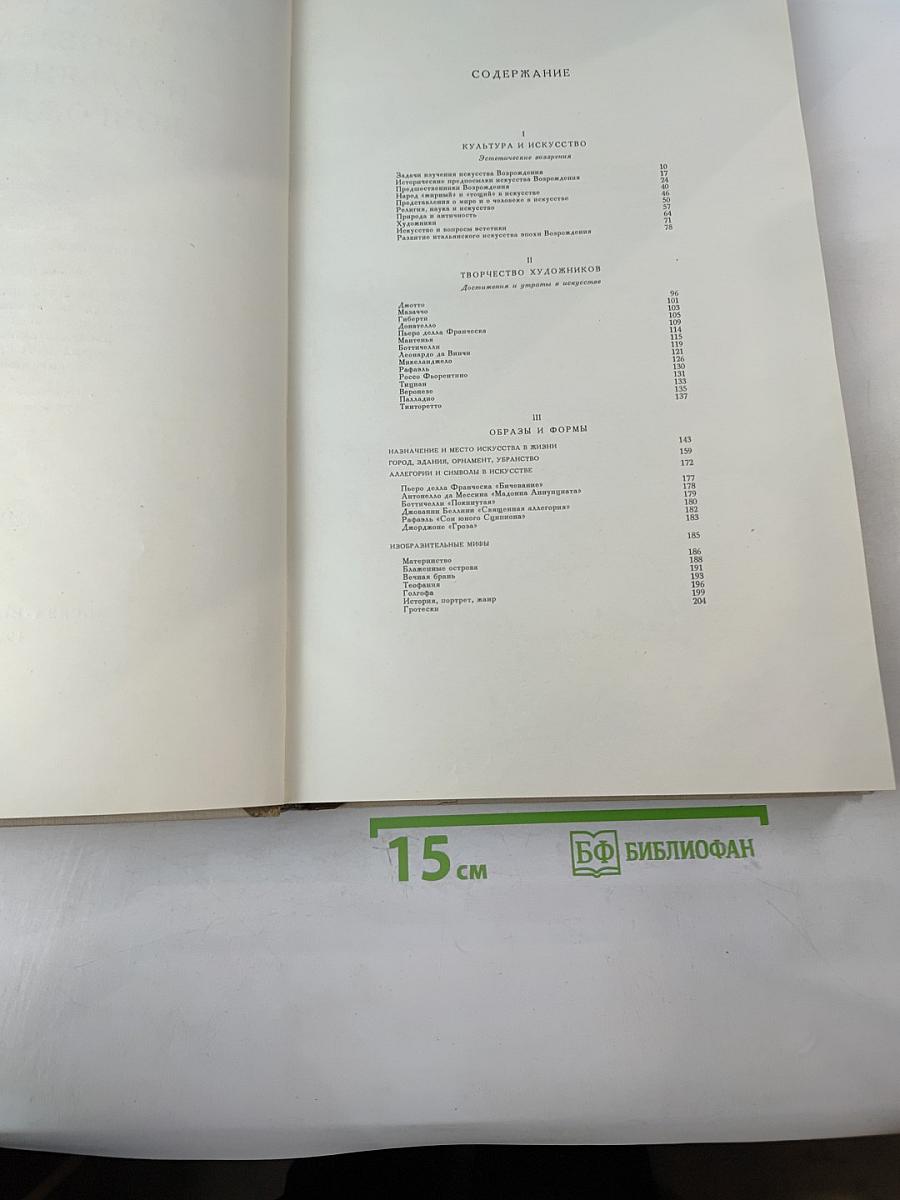 СОДЕРЖАНИЕ
I
КУЛЬТУРА И ИСКУССТВО
Эстетические воззрения
Задачи изучения искусства Возрождения 10
Исторические предпосылки искусства Возрождения 17
Предшественники Возрождения 24
Народ «жирный» и «тощий» в искусстве 40
Представления о мире и о человеке в искусстве 46
Религия, наука и искусство 50
Природа и античность 57
Художники 64
Искусство и вопросы эстетики 71
Развитие итальянского искусства эпохи Возрождения 78
II
ТВОРЧЕСТВО ХУДОЖНИКОВ
Достижения и утраты в искусстве
Джотто 96
Мазаччо 101
Гиберти 103
Донателло 105
Пьеро делла Франческа 109
Мантенья 114
Боттичелли 115
Леонардо да Винчи 119
Микеланджело 121
Рафаэль 126
Россо Фьорентино 130
Тициан 131
Веронезе 133
Палладио 135
Тинторетто 137
III
ОБРАЗЫ И ФОРМЫ
НАЗНАЧЕНИЕ И МЕСТО ИСКУССТВА В ЖИЗНИ 143
ГОРОД, ЗДАНИЯ, ОРНАМЕНТ, УБРАНСТВО 159
АЛЛЕГОРИИ И СИМВОЛЫ В ИСКУССТВЕ 172
Пьеро делла Франческа «Бичевание» 177
Антонелло да Мессина «Мадонна Аннунциата» 178
Боттичелли «Покинутая» 179
Джованни Беллини «Священная аллегория» 180
Рафаэль «Сон юного Сципиона» 182
Джорджоне «Гроза» 183
ИЗОБРАЗИТЕЛЬНЫЕ МИФЫ 185
Материнство 186
Блаженные острова 188
Вечная брань 191
Теофания 193
Голгофа 196
История, портрет, жанр 199
Гротески 204
15 см
БФ БИБЛИОФАН